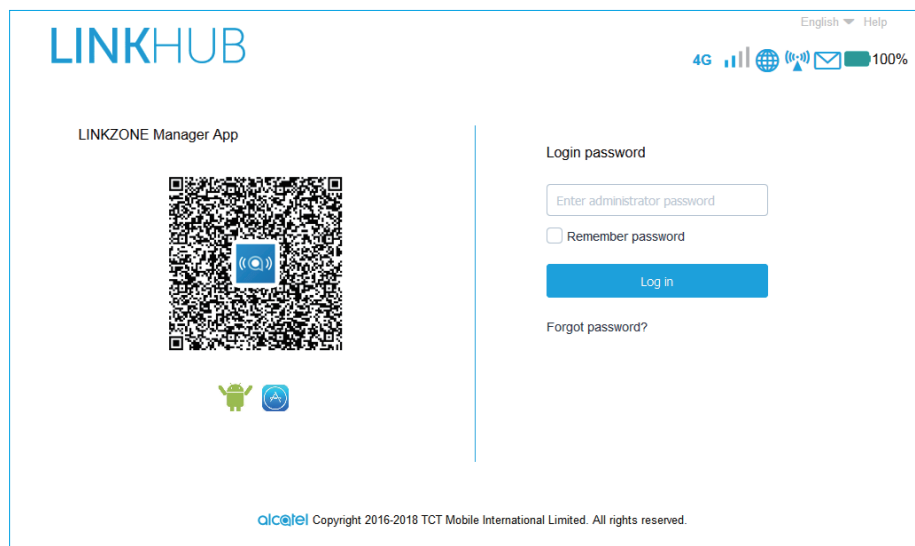 English Help
LINKHUB
4G 100%
LINKZONE Manager App
Login password
Enter administrator password
Remember password
Log in
Forgot password?
alcatel Copyright 2016-2018 TCT Mobile International Limited. All rights reserved.